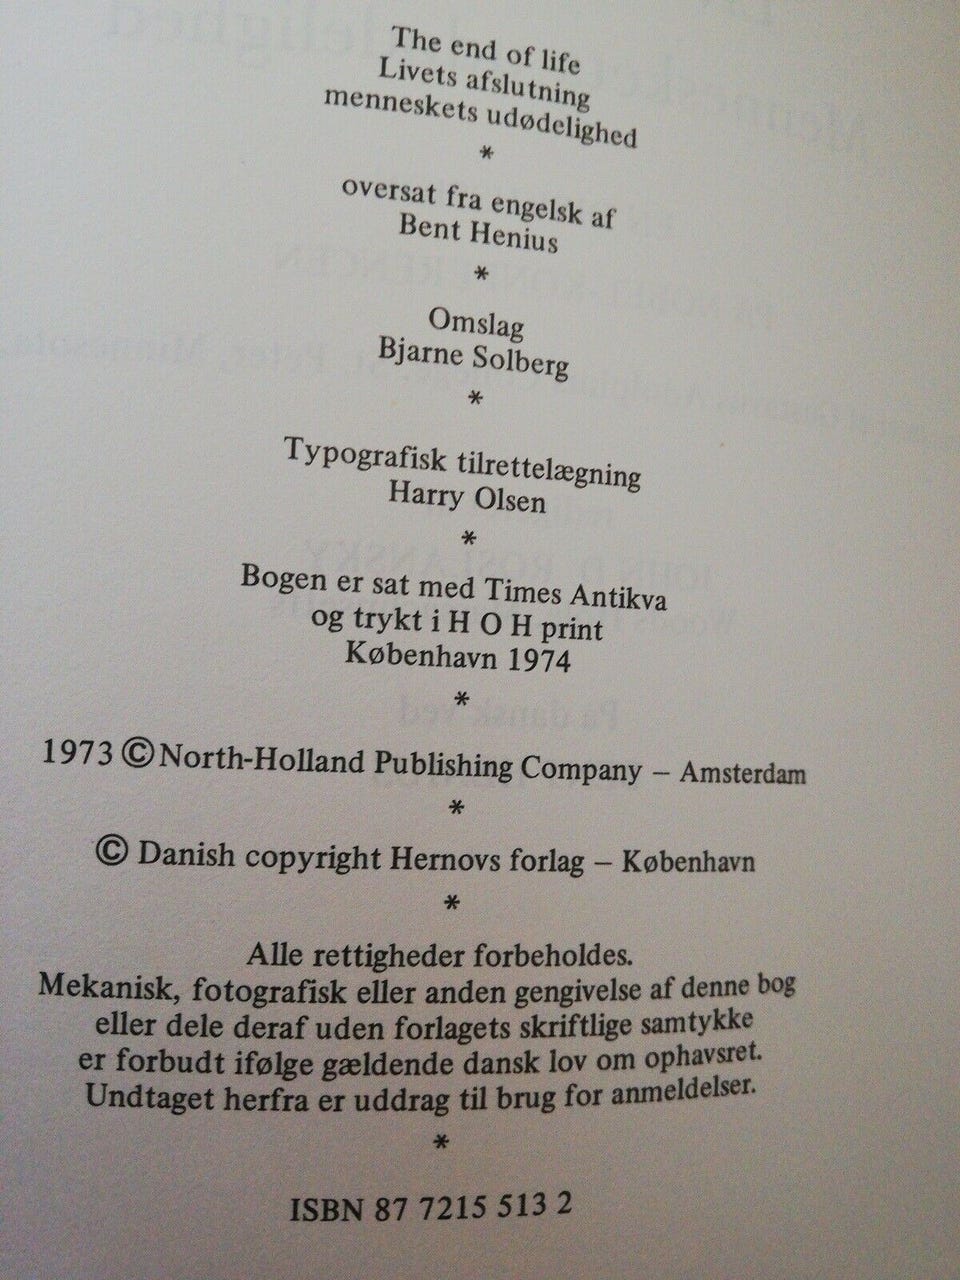 The end of life
Livets afslutning
menneskets udødelighed
*
oversat fra engelsk af
Bent Henius
*
Omslag
Bjarne Solberg
*
Typografisk tilrettelægning
Harry Olsen
*
Bogen er sat med Times Antikva
og trykt i H O H print
København 1974
*
1973 © North-Holland Publishing Company – Amsterdam
*
© Danish copyright Hernovs forlag – København
*
Alle rettigheder forbeholdes.
Mekanisk, fotografisk eller anden gengivelse af denne bog
eller dele deraf uden forlagets skriftlige samtykke
er forbudt ifølge gældende dansk lov om ophavsret.
Undtaget herfra er uddrag til brug for anmeldelser.
*
ISBN 87 7215 513 2